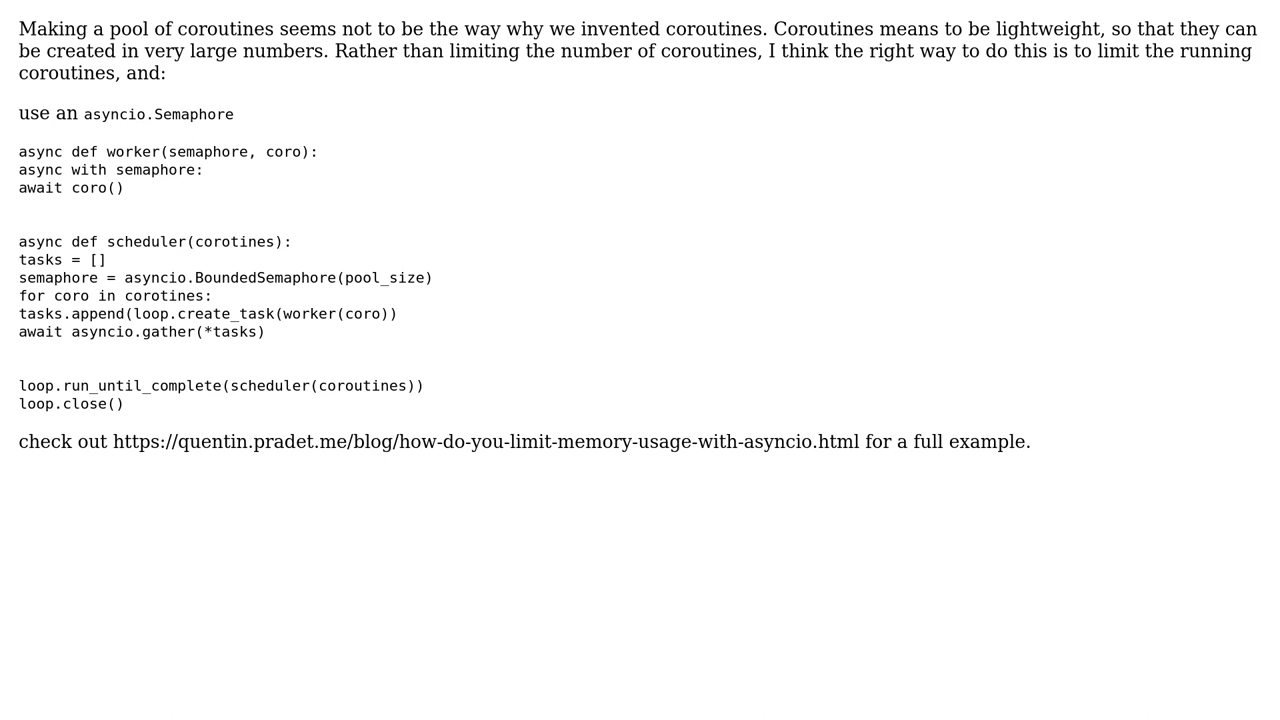 Making a pool of coroutines seems not to be the way why we invented coroutines. Coroutines means to be lightweight, so that they can
be created in very large numbers. Rather than limiting the number of coroutines, I think the right way to do this is to limit the running
coroutines, and:
use an asyncio.Semaphore
async def worker(semaphore, coro):
async with semaphore:
await coro()
async def scheduler(corotines):
tasks = []
semaphore = asyncio.BoundedSemaphore(pool_size)
for coro in corotines:
tasks.append(loop.create_task(worker(coro))
await asyncio.gather(*tasks)
loop.run_until_complete(scheduler(coroutines))
loop.close()
check out https://quentin.pradet.me/blog/how-do-you-limit-memory-usage-with-asyncio.html for a full example.